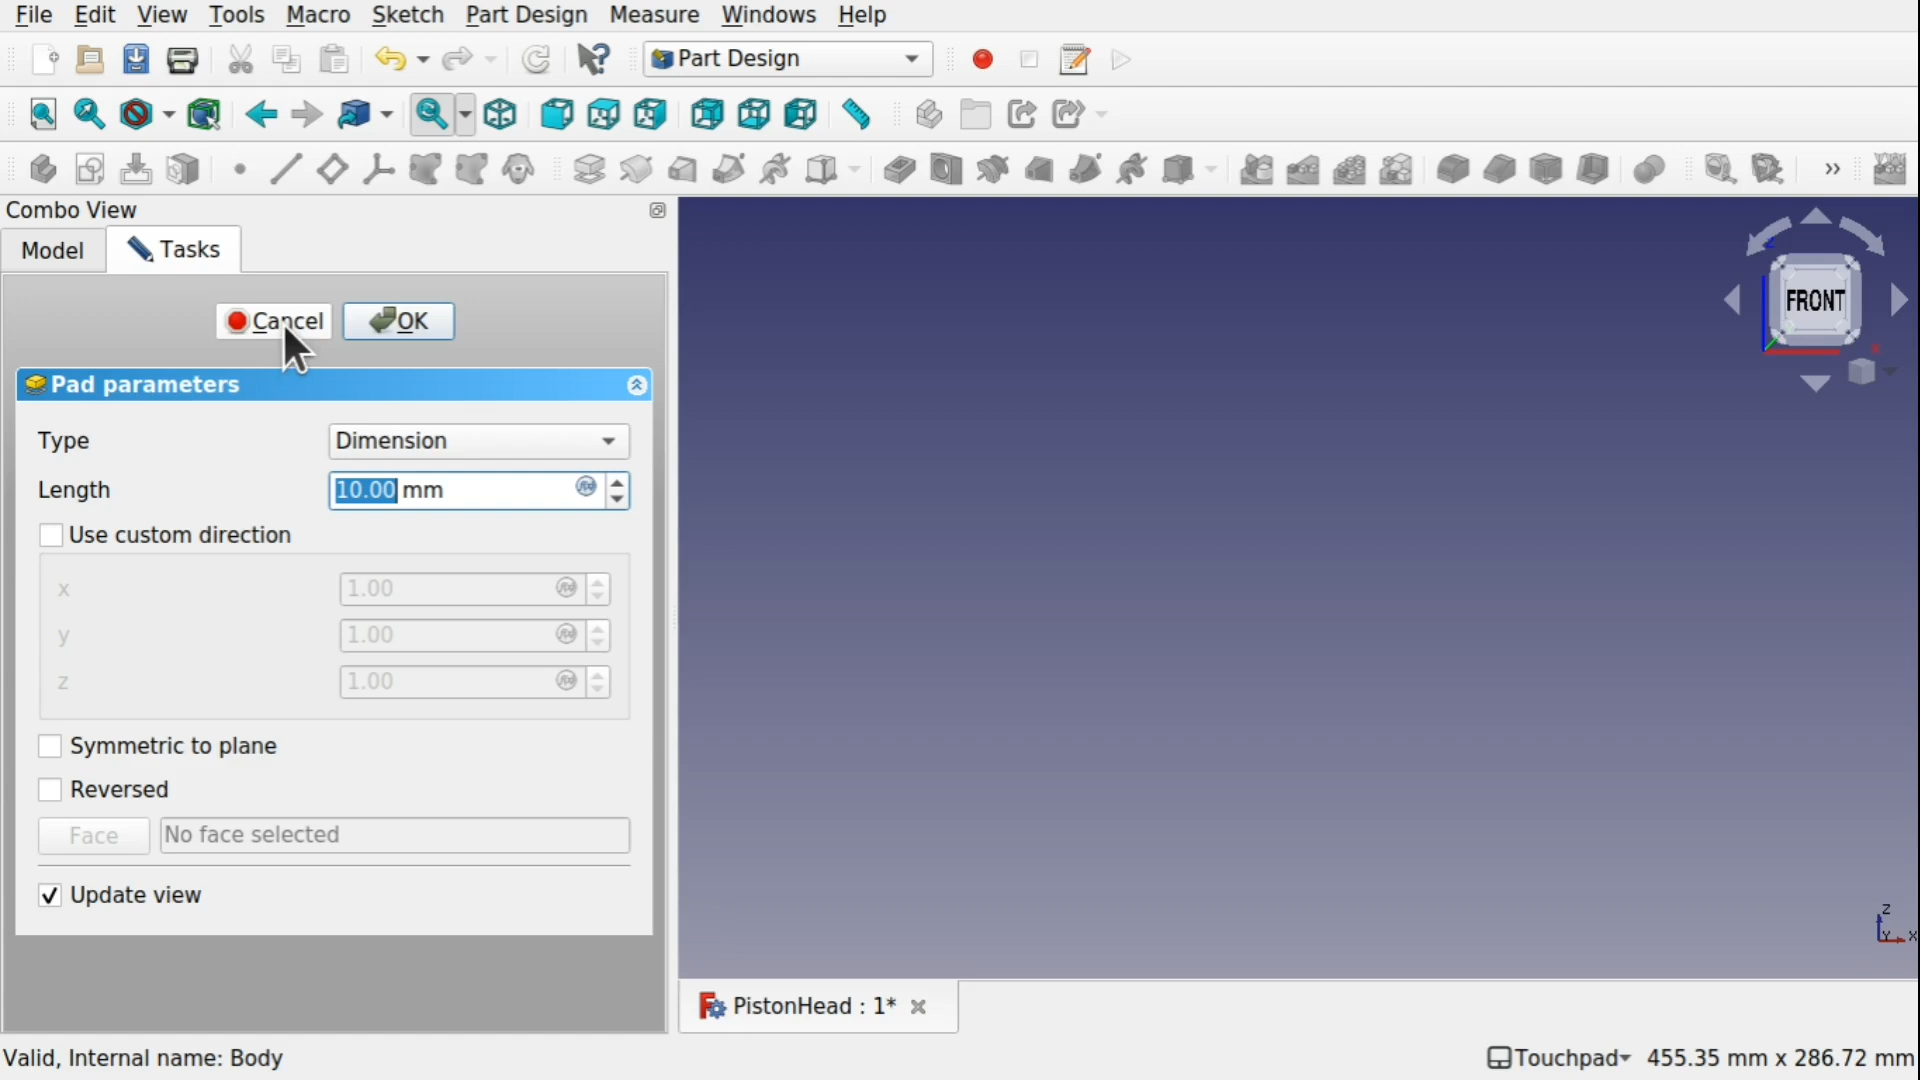 File Edit View Tools Macro Sketch Part Design Measure Windows Help
Part Design
»
Combo View
Model Tasks
Cancel OK
Pad parameters
Type Dimension
Length 10.00 mm
Use custom direction
x 1.00
y 1.00
z 1.00
Symmetric to plane
Reversed
Face No face selected
Update view
FRONT
Z
X
Z
Y X
PistonHead : 1*
Valid, Internal name: Body
Touchpad 455.35 mm x 286.72 mm